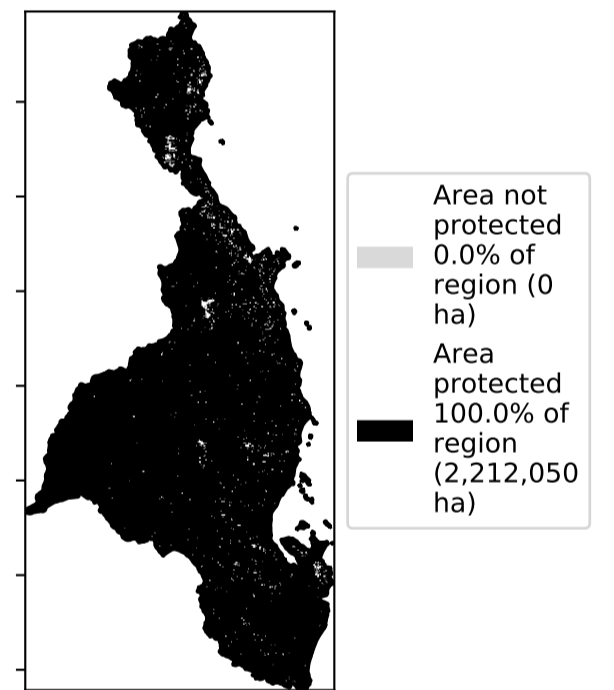 Area not
protected
0.0% of
region (0
ha)
Area
protected
100.0% of
region
(2,212,050
ha)